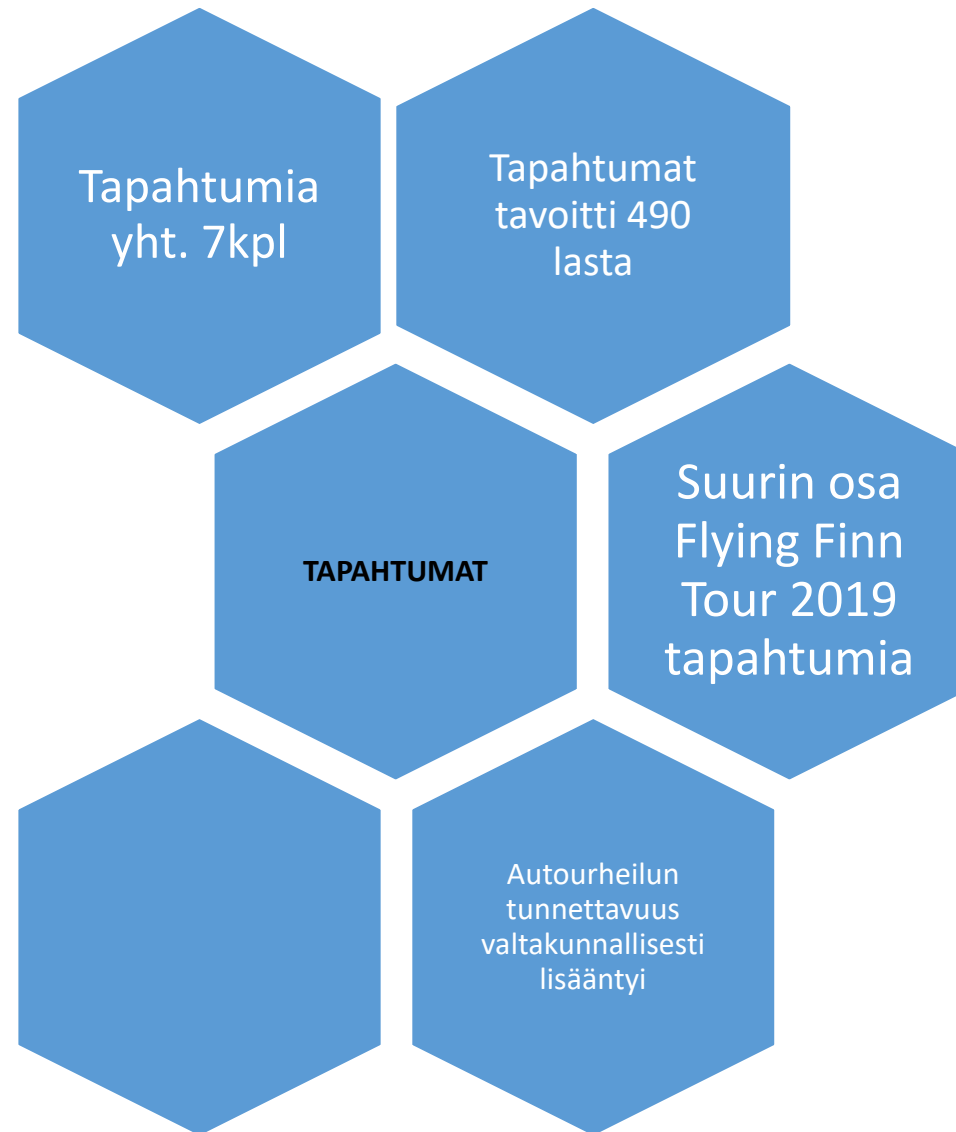 Tapahtumia
yht. 7kpl
Tapahtumat
tavoitti 490
lasta
TAPAHTUMAT
Suurin osa
Flying Finn
Tour 2019
tapahtumia
Autourheilun
tunnettavuus
valtakunnallisesti
lisääntyi